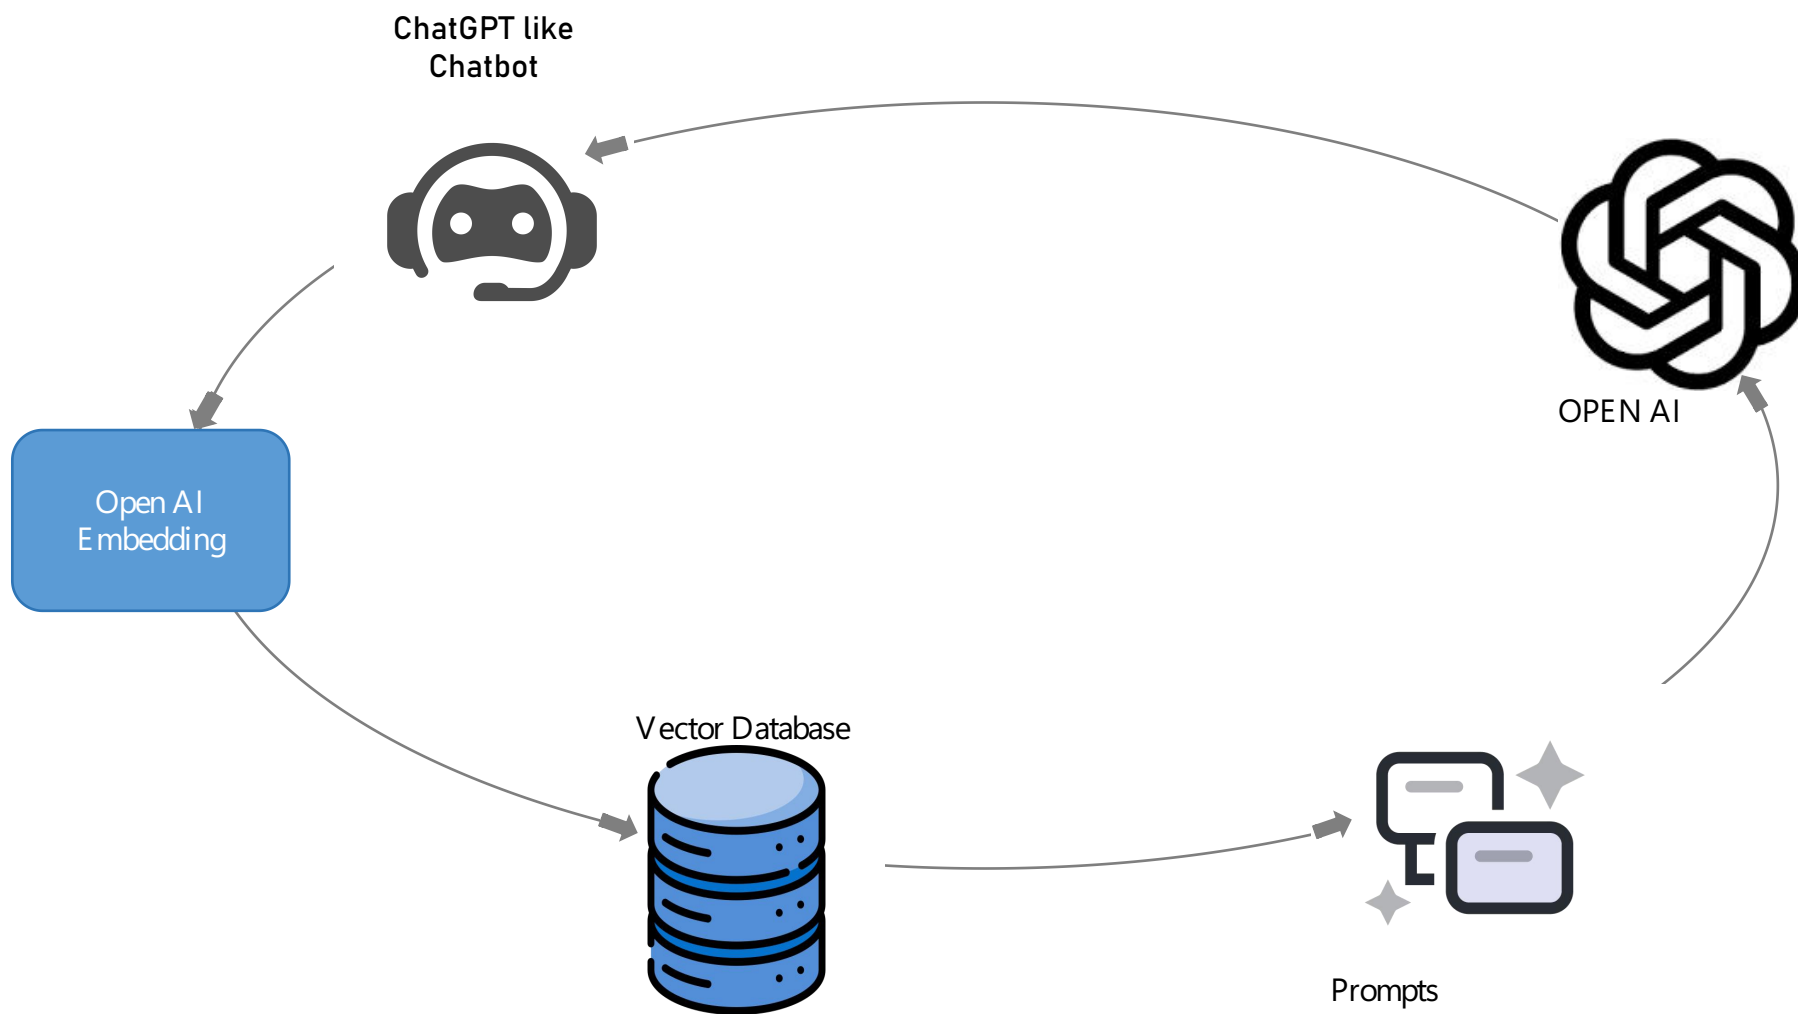 ChatGPT like
Chatbot
OPEN AI
Open AI
Embedding
Vector Database
Prompts